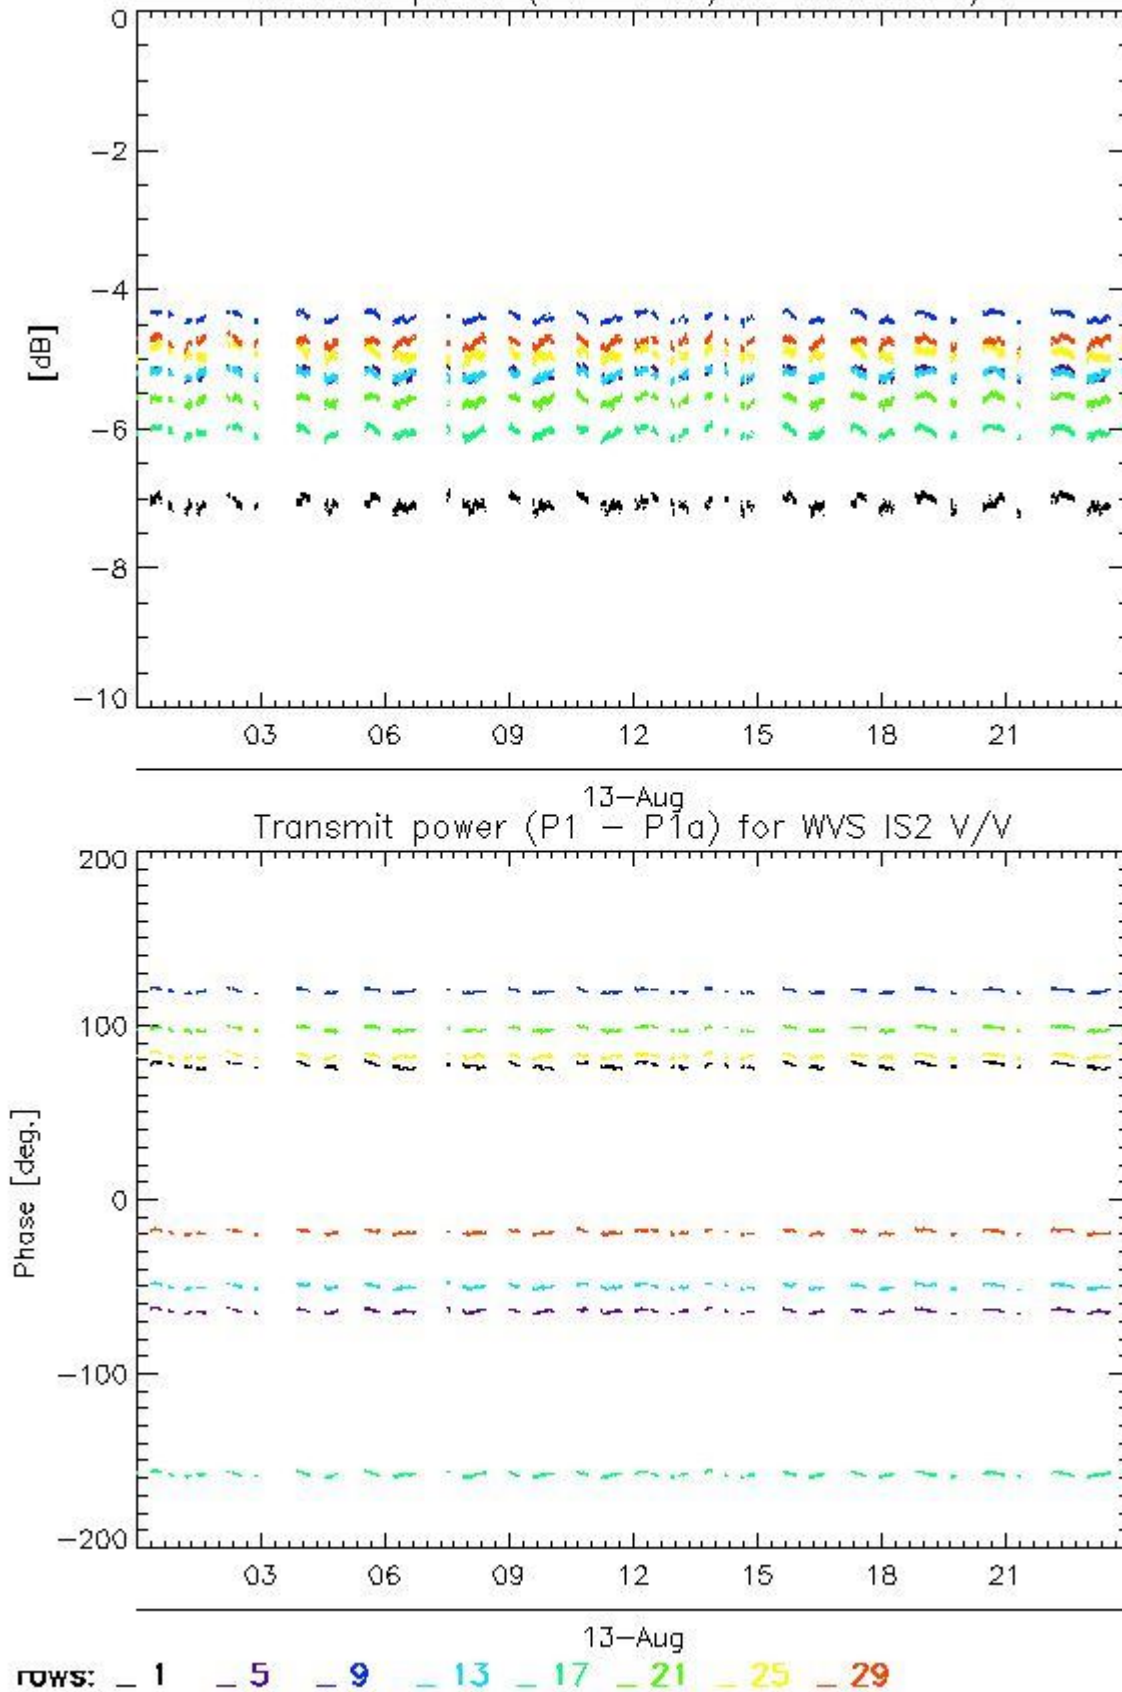 0
−2
−4
[dB]
−6
−8
−10
03 06 09 12 15 18 21
13−Aug
Transmit power (P1 − P1a) for WVS IS2 V/V
200
100
0
Phase [deg.]
−100
−200
03 06 09 12 15 18 21
13−Aug
rows: _ 1 _ 5 _ 9 _ 13 _ 17 _ 21 _ 25 _ 29